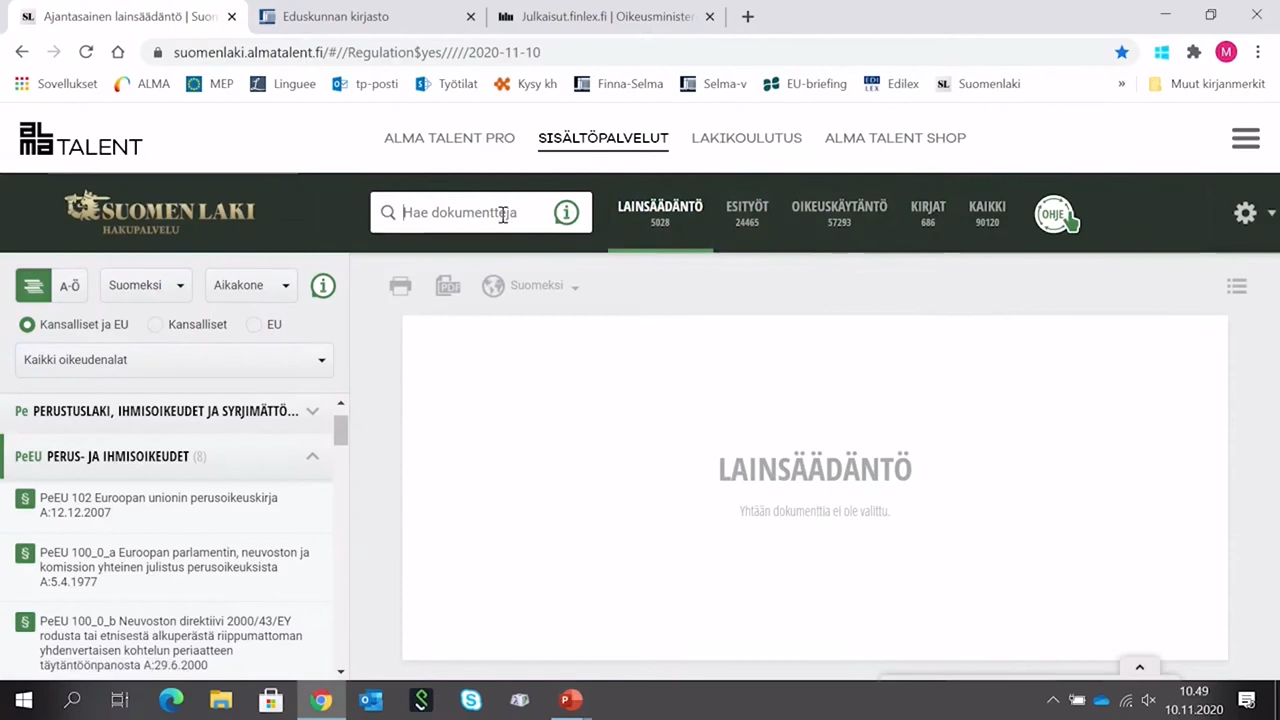 Ajantasainen lainsäädäntö | Suon
Eduskunnan kirjasto
Julkaisut.finlex.fi | Oikeusminister
suomenlaki.almatalent.fi/#//Regulation$yes/////2020-11-10
M
Sovellukset
ALMA
MEP
Linguee
tp-posti
Työtilat
Kysy kh
Finna-Selma
Selma-v
EU-briefing
Edilex
Suomenlaki
»
Muut kirjanmerkit
ALMA TALENT
ALMA TALENT PRO
SISÄLTÖPALVELUT
LAKIKOULUTUS
ALMA TALENT SHOP
SUOMEN LAKI
HAKUPALVELU
Hae dokumentteja
LAINSÄÄDÄNTÖ
5028
ESITYÖT
24465
OIKEUSKÄYTÄNTÖ
57293
KIRJAT
686
KAIKKI
90120
OHJE
A-Ö
Suomeksi
Aikakone
PDF
Suomeksi
Kansalliset ja EU
Kansalliset
EU
Kaikki oikeudenalat
Pe PERUSTUSLAKI, IHMISOIKEUDET JA SYRJIMÄTTÖ...
PeEU PERUS- JA IHMISOIKEUDET (8)
§ PeEU 102 Euroopan unionin perusoikeuskirja
A:12.12.2007
§ PeEU 100_0_a Euroopan parlamentin, neuvoston ja
komission yhteinen julistus perusoikeuksista
A:5.4.1977
§ PeEU 100_0_b Neuvoston direktiivi 2000/43/EY
rodusta tai etnisestä alkuperästä riippumattoman
yhdenvertaisen kohtelun periaatteen
täytäntöönpanosta A:29.6.2000
LAINSÄÄDÄNTÖ
Yhtään dokumenttia ei ole valittu.
10.49
10.11.2020